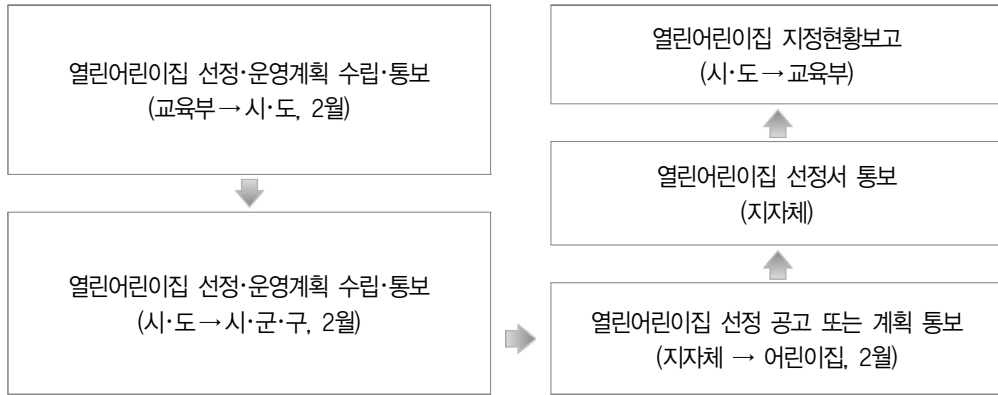 열린어린이집 선정·운영계획 수립·통보
(교육부→시·도, 2월)
열린어린이집 선정·운영계획 수립·통보
(시·도→시·군·구, 2월)
열린어린이집 선정 공고 또는 계획 통보
(지자체 → 어린이집, 2월)
열린어린이집 선정서 통보
(지자체)
열린어린이집 지정현황보고
(시·도→교육부)